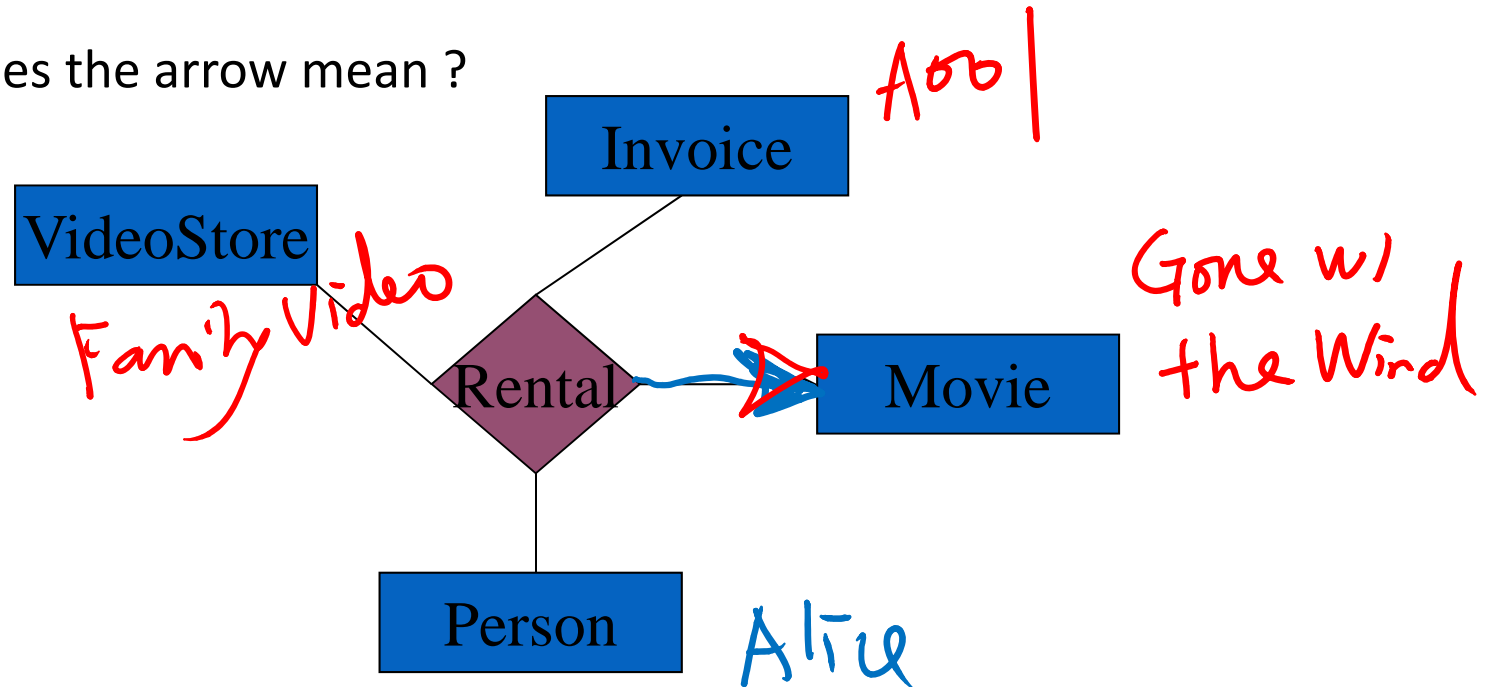 es the arrow mean ?
A001
Invoice
VideoStore
Family Video
Gone w/
the Wind
Rental
Movie
Person
Alice